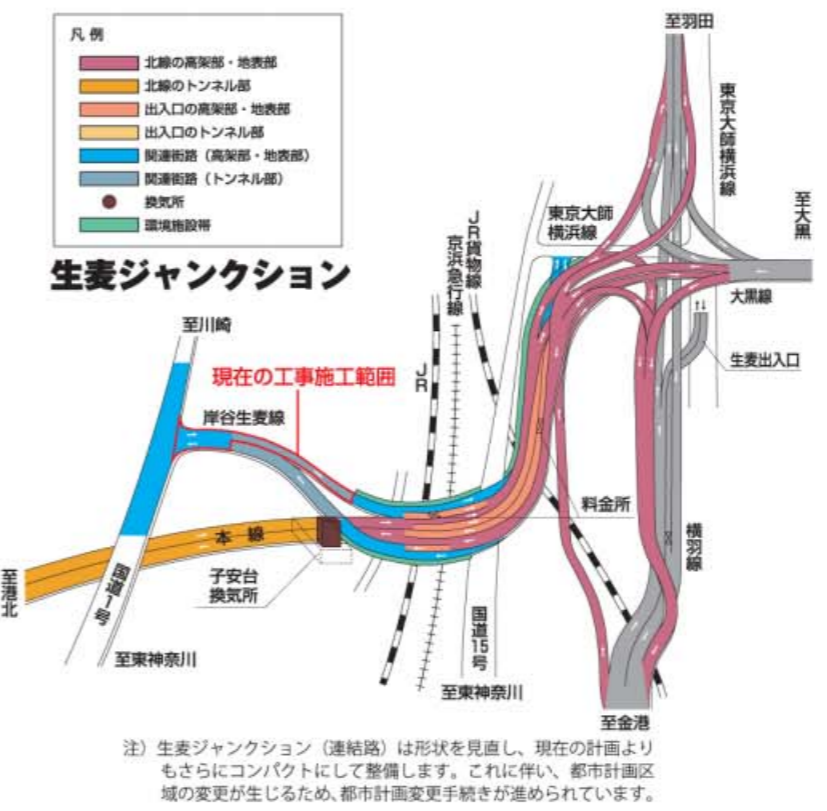 凡例
北線の高架部・地表部
北線のトンネル部
出入口の高架部・地表部
出入口のトンネル部
関連街路（高架部・地表部）
関連街路（トンネル部）
換気所
環境施設帯
生麦ジャンクション
至羽田
東京大師横浜線
至大黒
東京大師
横浜線
JR貨物線
京浜急行線
大黒線
至川崎
生麦出入口
現在の工事施工範囲
JR
岸谷生麦線
料金所
本線
横羽線
至港北
国道1号
子安台
換気所
国道15号
至東神奈川
至東神奈川
至金港
注）生麦ジャンクション（連結路）は形状を見直し、現在の計画より
もさらにコンパクトにして整備します。これに伴い、都市計画区
域の変更が生じるため、都市計画変更手続きが進められています。